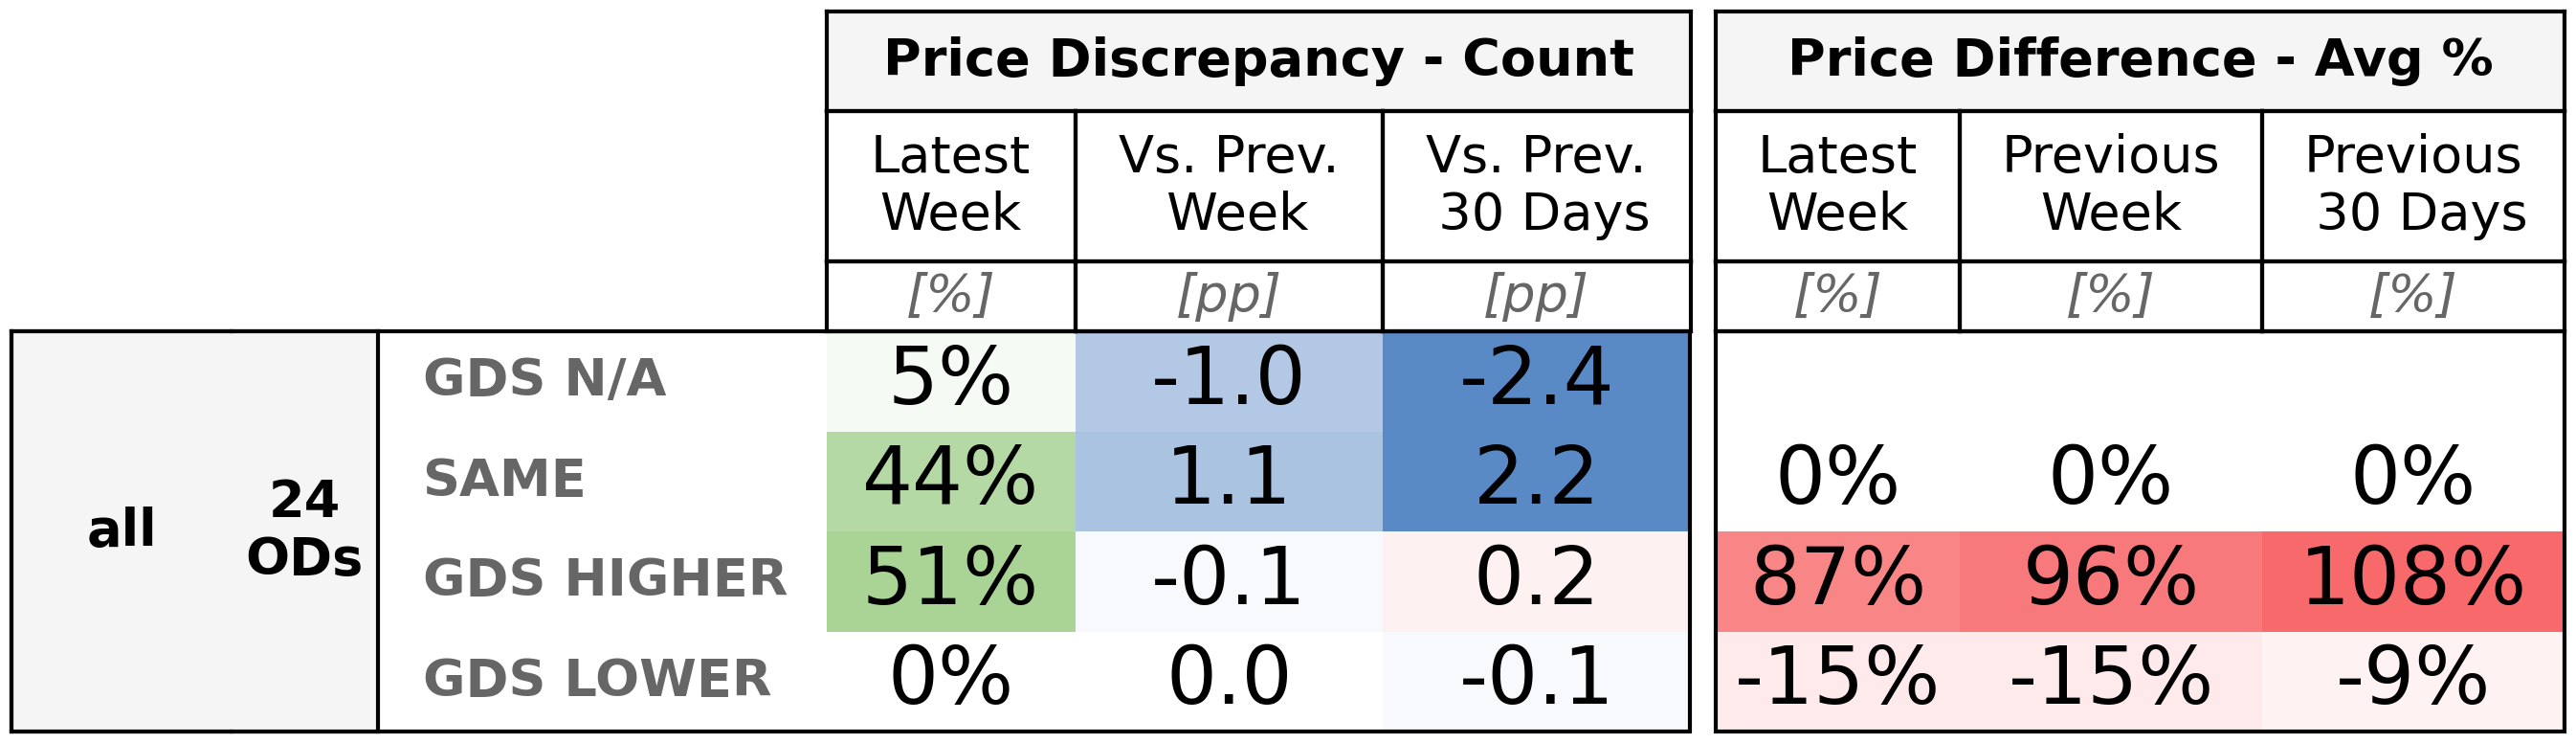 Price Discrepancy - Count Price Difference - Avg %
Latest Week Vs. Prev. Week Vs. Prev. 30 Days Latest Week Previous Week Previous 30 Days
[%] [pp] [pp] [%] [%] [%]
all 24 ODs
GDS N/A 5% -1.0 -2.4
SAME 44% 1.1 2.2 0% 0% 0%
GDS HIGHER 51% -0.1 0.2 87% 96% 108%
GDS LOWER 0% 0.0 -0.1 -15% -15% -9%